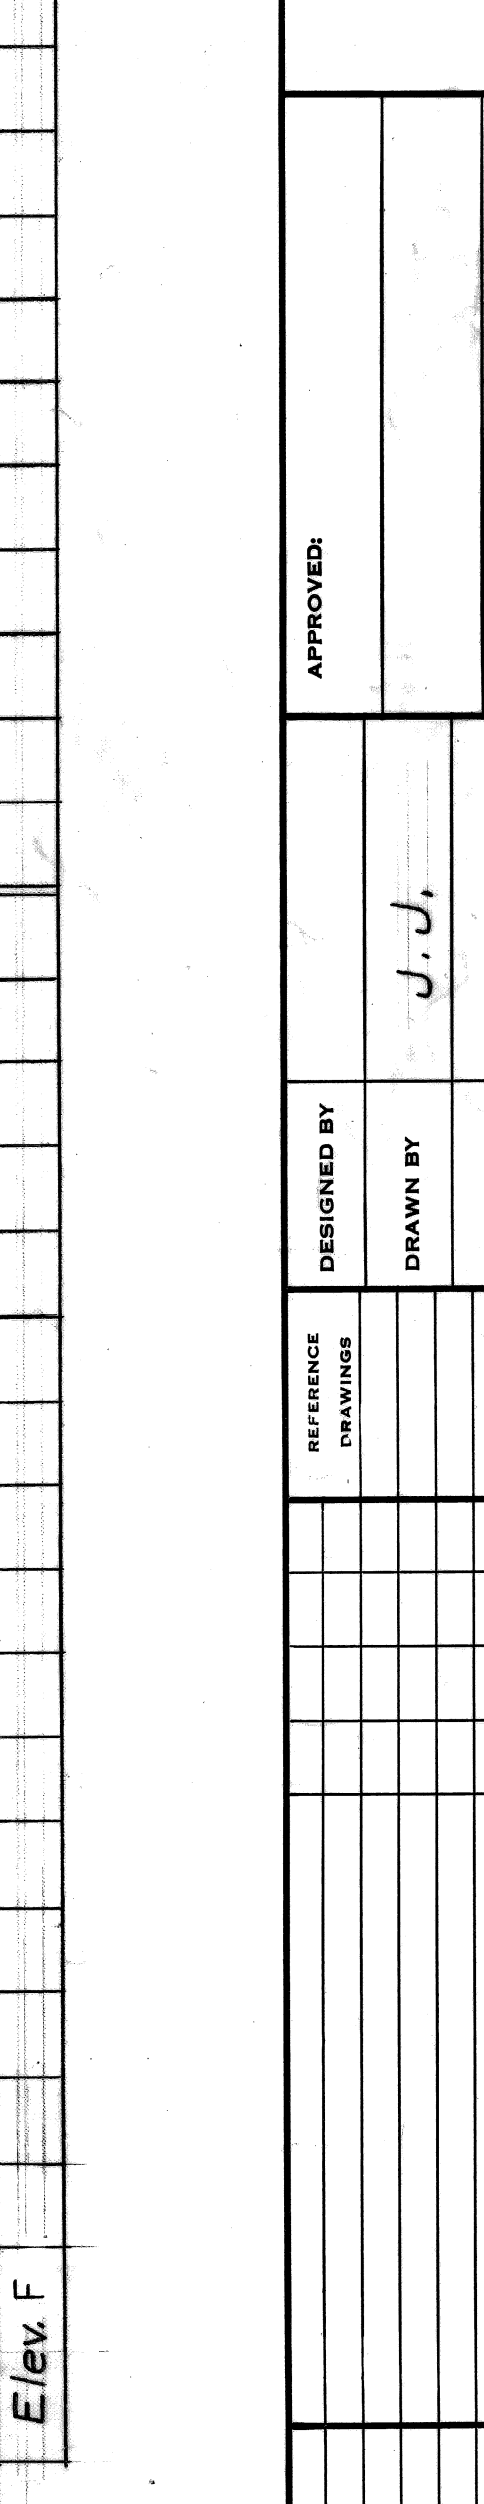 Elev. F
REFERENCE
DRAWINGS
DESIGNED BY
DRAWN BY J.J.
APPROVED: